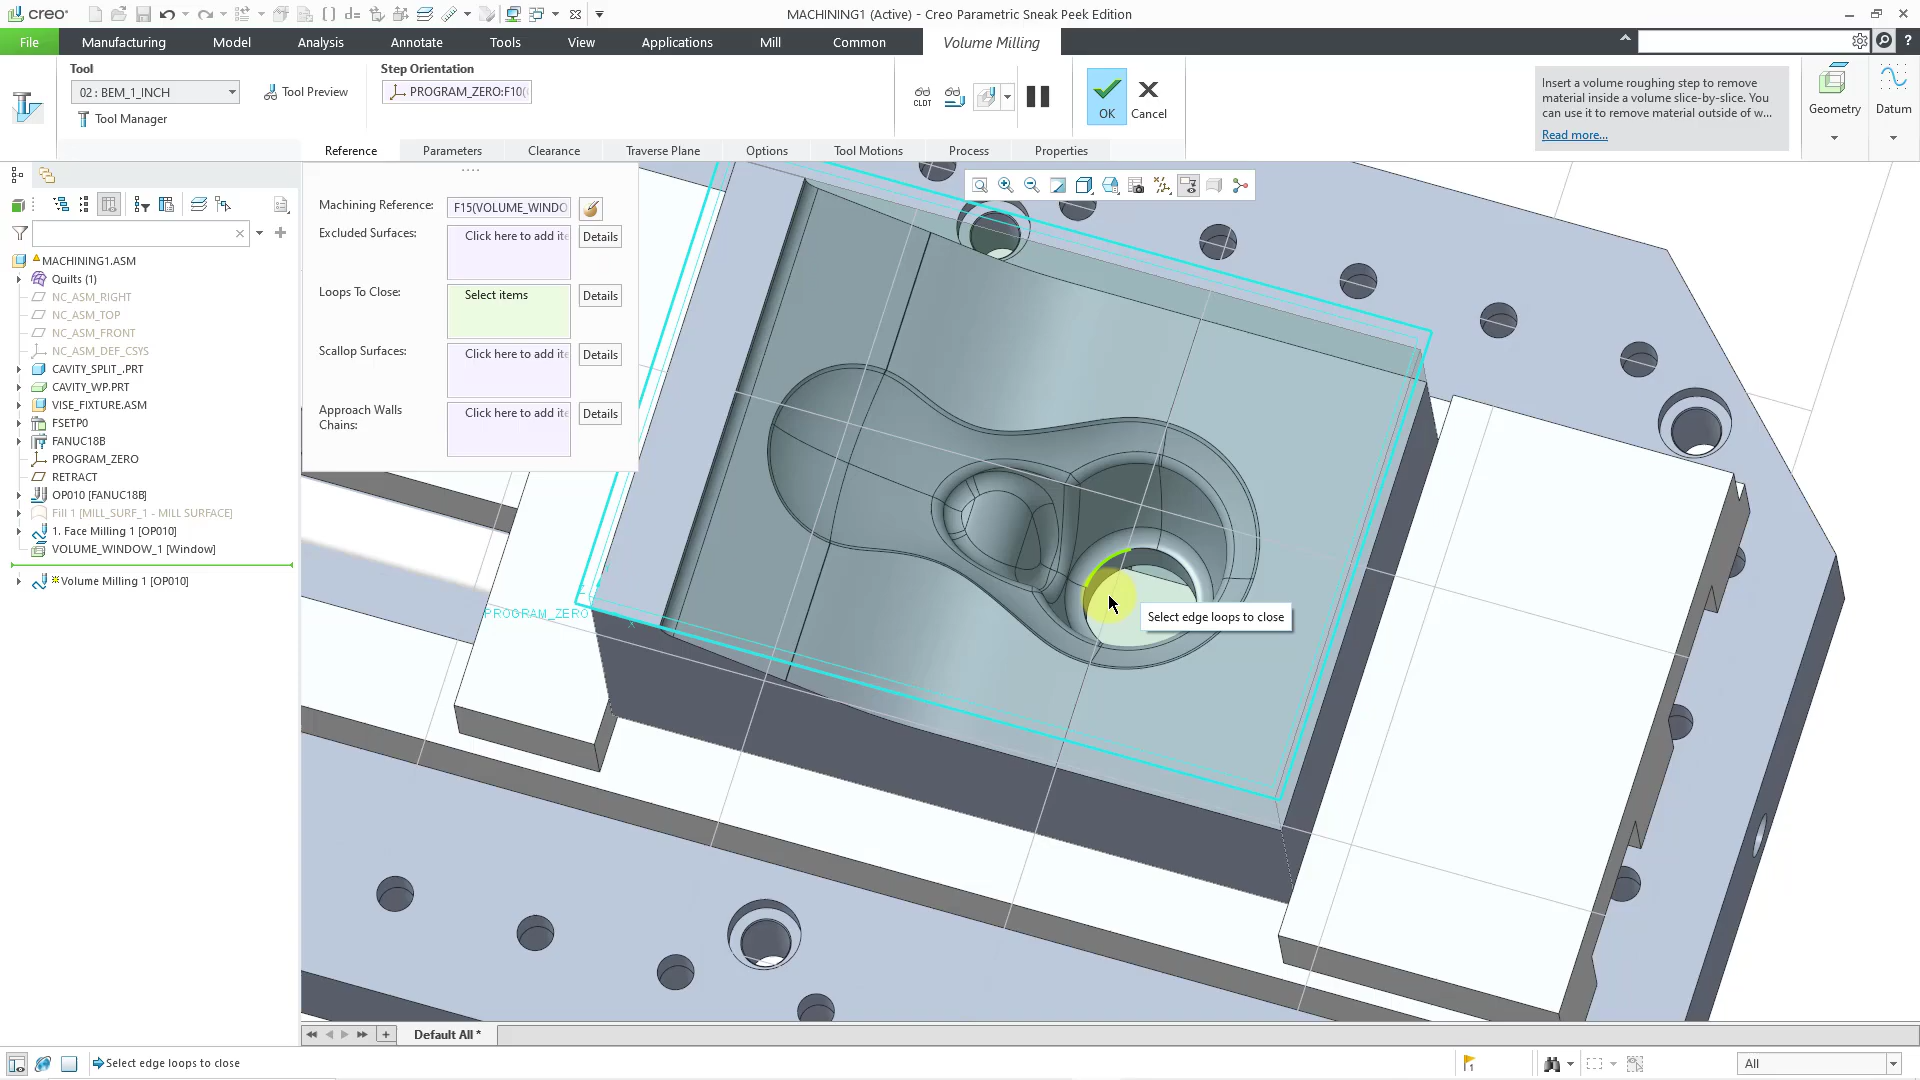 creo
MACHINING1 (Active) - Creo Parametric Sneak Peek Edition
File
Manufacturing
Model
Analysis
Annotate
Tools
View
Applications
Mill
Common
Volume Milling
Tool
02 : BEM_1_INCH
Tool Preview
Tool Manager
Step Orientation
PROGRAM_ZERO:F10(
CLDT
OK
Cancel
Insert a volume roughing step to remove
material inside a volume slice-by-slice. You
can use it to remove material outside of w...
Read more...
Geometry
Datum
Reference
Parameters
Clearance
Traverse Plane
Options
Tool Motions
Process
Properties
Machining Reference:
F15(VOLUME_WINDO
Excluded Surfaces:
Click here to add ite
Details
Loops To Close:
Select items
Details
Scallop Surfaces:
Click here to add ite
Details
Approach Walls
Chains:
Click here to add ite
Details
MACHINING1.ASM
Quilts (1)
NC_ASM_RIGHT
NC_ASM_TOP
NC_ASM_FRONT
NC_ASM_DEF_CSYS
CAVITY_SPLIT_.PRT
CAVITY_WP.PRT
VISE_FIXTURE.ASM
FSETP0
FANUC18B
PROGRAM_ZERO
RETRACT
OP010 [FANUC18B]
Fill 1 [MILL_SURF_1 - MILL SURFACE]
1. Face Milling 1 [OP010]
VOLUME_WINDOW_1 [Window]
Volume Milling 1 [OP010]
PROGRAM_ZERO
X
Select edge loops to close
Default All *
Select edge loops to close
1
All